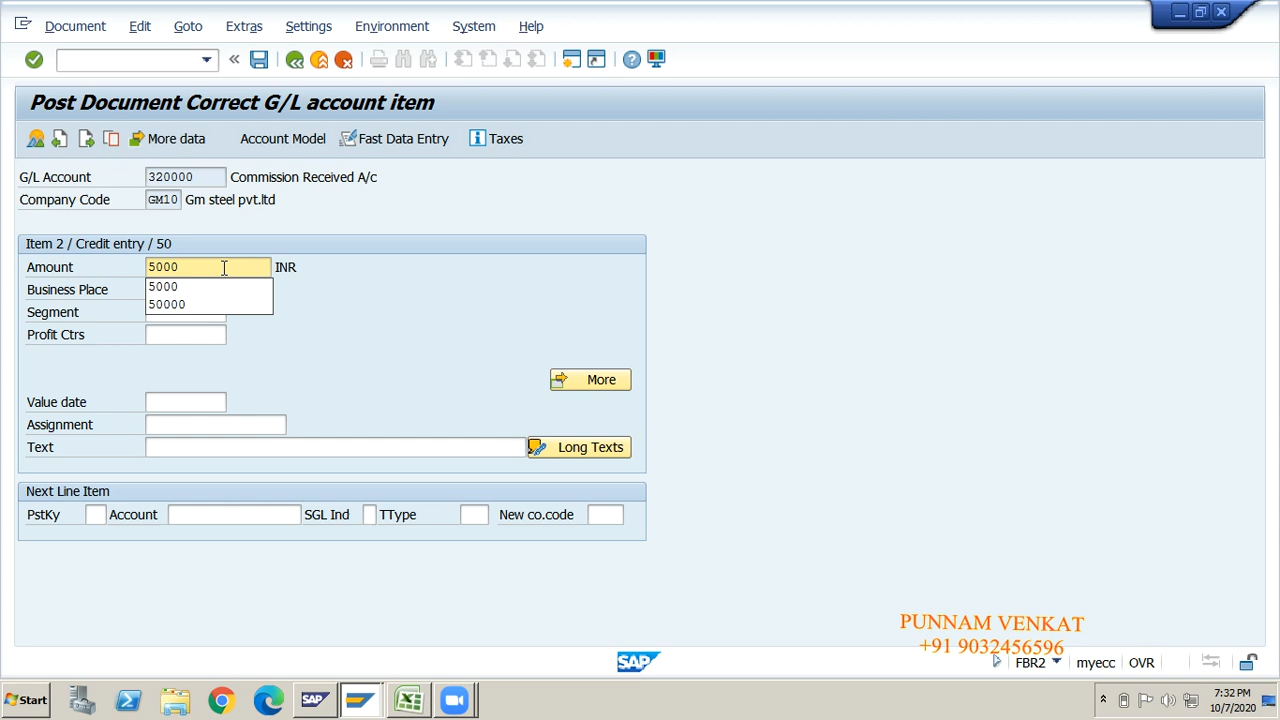 Document Edit Goto Extras Settings Environment System Help
Post Document Correct G/L account item
More data Account Model Fast Data Entry Taxes
G/L Account 320000 Commission Received A/c
Company Code GM10 Gm steel pvt.ltd
Item 2 / Credit entry / 50
Amount 5000 INR
Business Place 5000
50000
Segment
Profit Ctrs
More
Value date
Assignment
Text Long Texts
Next Line Item
PstKy Account SGL Ind TType New co.code
PUNNAM VENKAT
+91 9032456596
SAP FBR2 myecc OVR
Start SAP 7:32 PM
10/7/2020